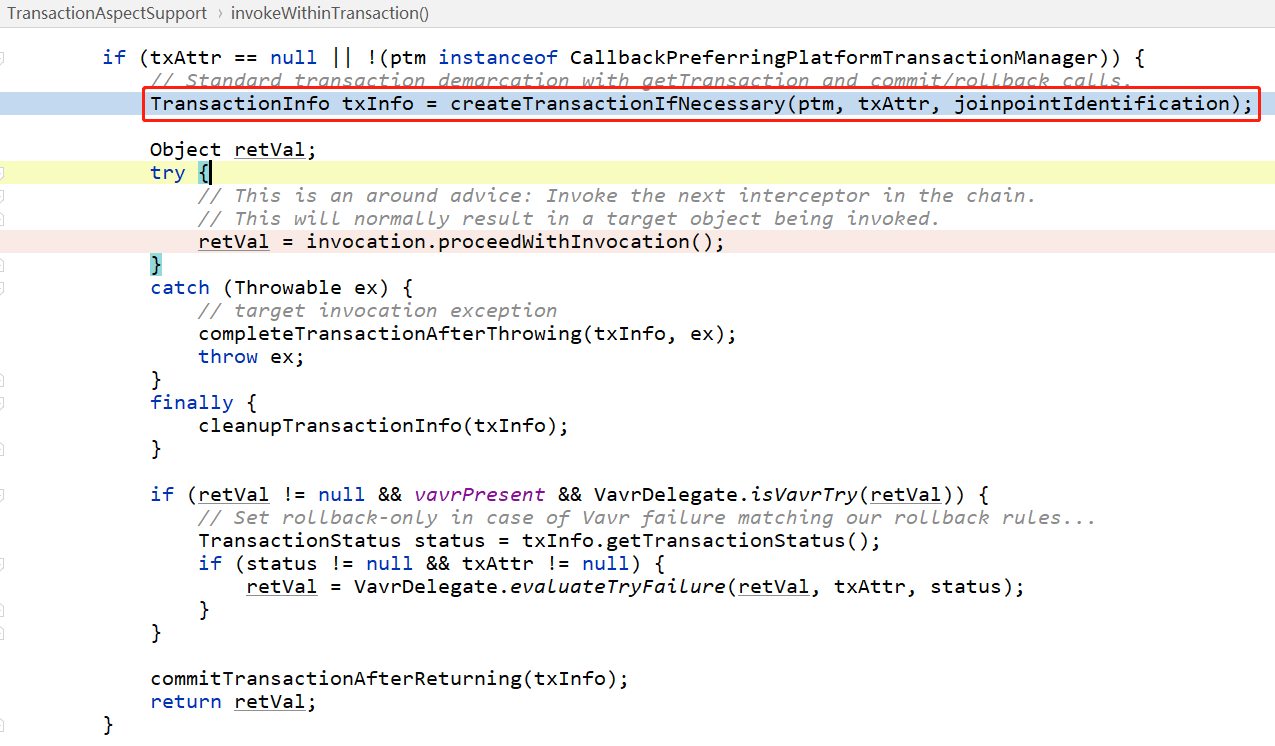 TransactionAspectSupport › invokeWithinTransaction()
if (txAttr == null || !(ptm instanceof CallbackPreferringPlatformTransactionManager)) {
// Standard transaction demarcation with getTransaction and commit/rollback calls.
TransactionInfo txInfo = createTransactionIfNecessary(ptm, txAttr, joinpointIdentification);
Object retVal;
try {
// This is an around advice: Invoke the next interceptor in the chain.
// This will normally result in a target object being invoked.
retVal = invocation.proceedWithInvocation();
}
catch (Throwable ex) {
// target invocation exception
completeTransactionAfterThrowing(txInfo, ex);
throw ex;
}
finally {
cleanupTransactionInfo(txInfo);
}
if (retVal != null && vavrPresent && VavrDelegate.isVavrTry(retVal)) {
// Set rollback-only in case of Vavr failure matching our rollback rules...
TransactionStatus status = txInfo.getTransactionStatus();
if (status != null && txAttr != null) {
retVal = VavrDelegate.evaluateTryFailure(retVal, txAttr, status);
}
}
commitTransactionAfterReturning(txInfo);
return retVal;
}